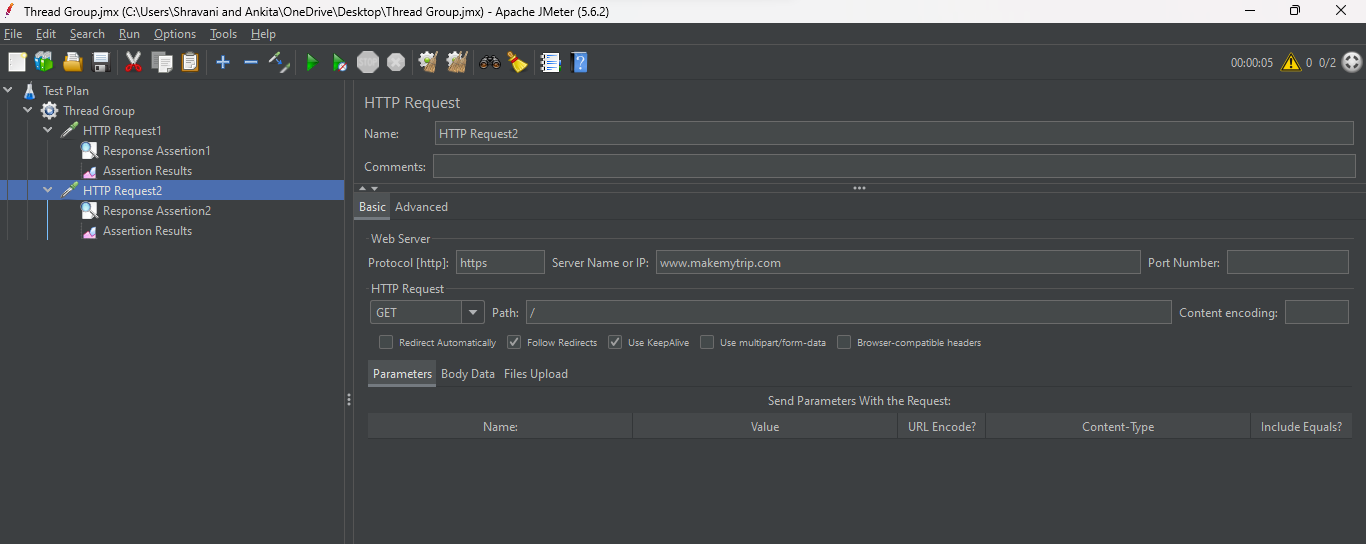 Thread Group.jmx (C:\Users\Shravani and Ankita\OneDrive\Desktop\Thread Group.jmx) - Apache JMeter (5.6.2)
File Edit Search Run Options Tools Help
STOP ? 00:00:05 0 0/2
Test Plan
Thread Group
HTTP Request1
Response Assertion1
Assertion Results
HTTP Request2
Response Assertion2
Assertion Results
HTTP Request
Name: HTTP Request2
Comments:
Basic Advanced
Web Server
Protocol [http]: https Server Name or IP: www.makemytrip.com Port Number:
HTTP Request
GET Path: / Content encoding:
Redirect Automatically Follow Redirects Use KeepAlive Use multipart/form-data Browser-compatible headers
Parameters Body Data Files Upload
Send Parameters With the Request:
Name: Value URL Encode? Content-Type Include Equals?